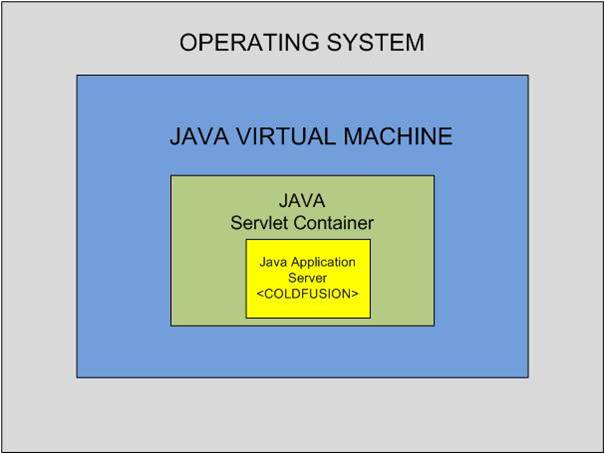 OPERATING SYSTEM
JAVA VIRTUAL MACHINE
JAVA
Servlet Container
Java Application
Server
<COLDFUSION>